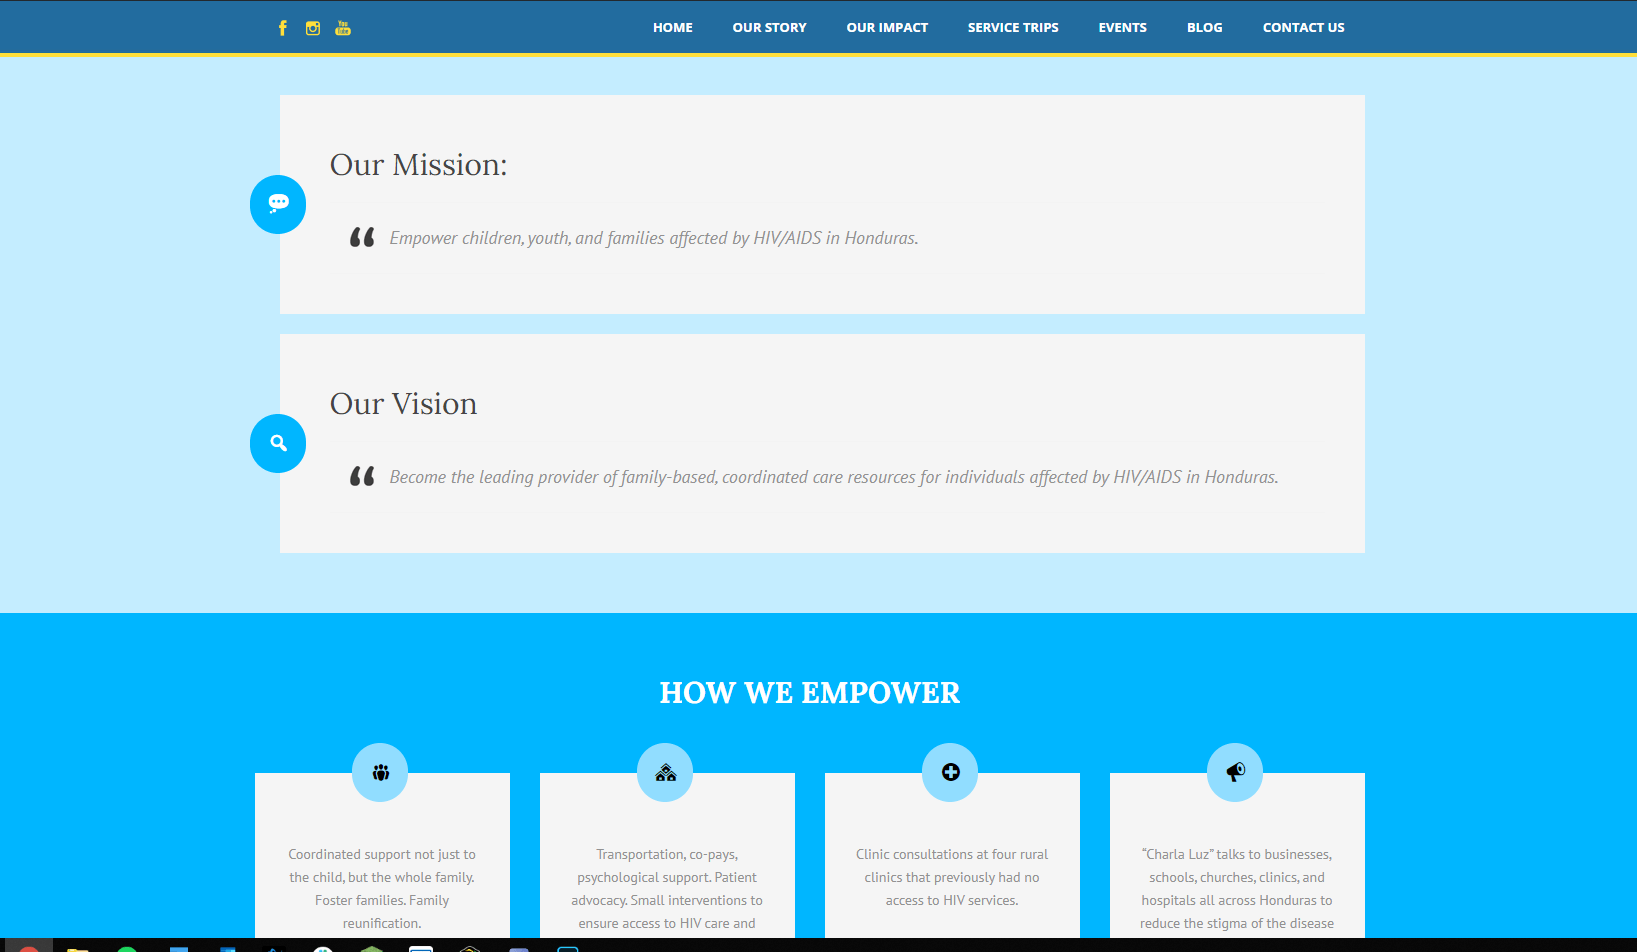 You Tube
HOME OUR STORY OUR IMPACT SERVICE TRIPS EVENTS BLOG CONTACT US
Our Mission:
“ Empower children, youth, and families affected by HIV/AIDS in Honduras.
Our Vision
“ Become the leading provider of family-based, coordinated care resources for individuals affected by HIV/AIDS in Honduras.
HOW WE EMPOWER
Coordinated support not just to
the child, but the whole family.
Foster families. Family
reunification.
Transportation, co-pays,
psychological support. Patient
advocacy. Small interventions to
ensure access to HIV care and
Clinic consultations at four rural
clinics that previously had no
access to HIV services.
“Charla Luz” talks to businesses,
schools, churches, clinics, and
hospitals all across Honduras to
reduce the stigma of the disease